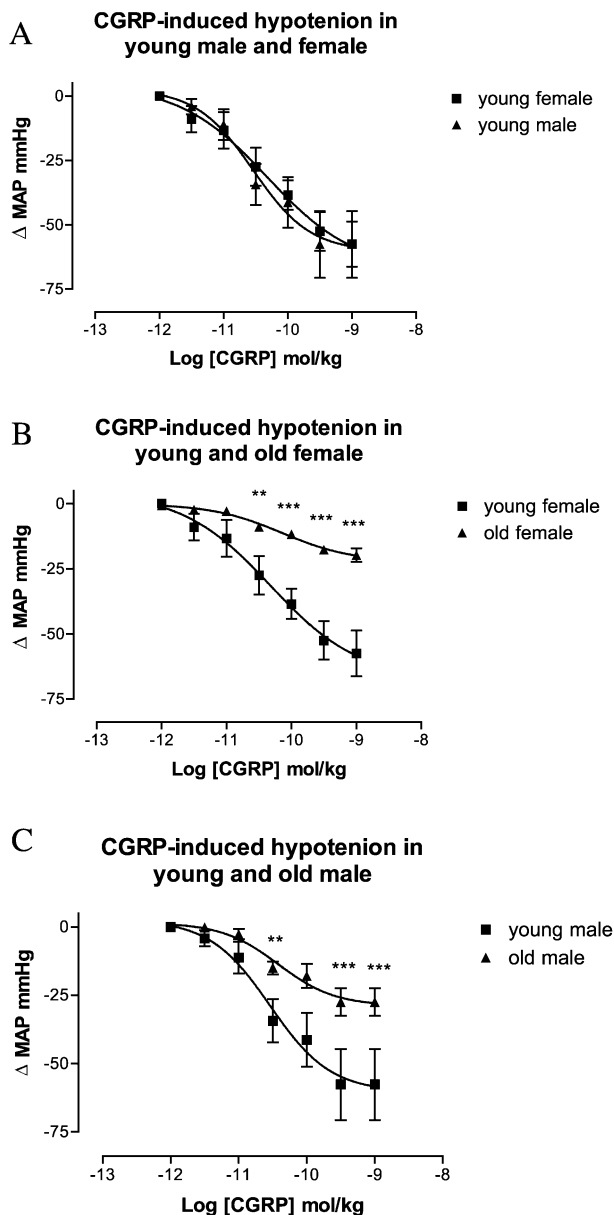 A
CGRP-induced hypotenion in
young male and female
0
-25
-50
-75
Δ MAP mmHg
-13 -12 -11 -10 -9 -8
Log [CGRP] mol/kg
young female
young male
B
CGRP-induced hypotenion in
young and old female
0
-25
-50
-75
Δ MAP mmHg
** *** *** ***
-13 -12 -11 -10 -9 -8
Log [CGRP] mol/kg
young female
old female
C
CGRP-induced hypotenion in
young and old male
0
-25
-50
-75
Δ MAP mmHg
** *** ***
-13 -12 -11 -10 -9 -8
Log [CGRP] mol/kg
young male
old male